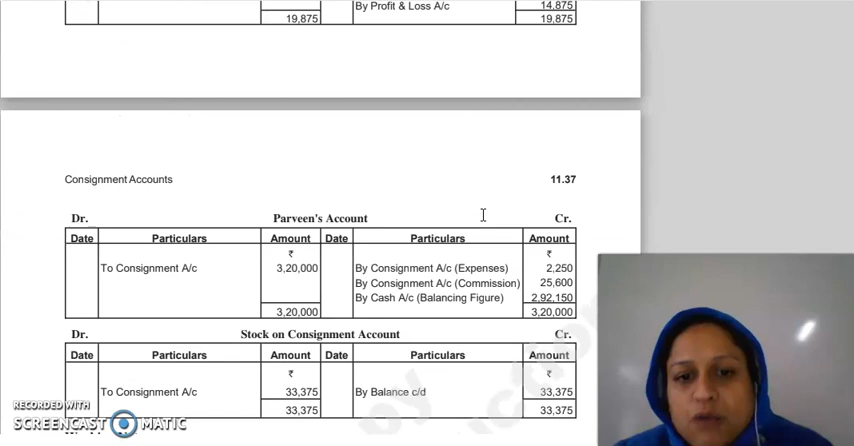 By Profit & Loss A/c 14,875
19,875 19,875
Consignment Accounts 11.37
Dr. Parveen's Account Cr.
Date Particulars Amount Date Particulars Amount
₹ ₹
To Consignment A/c 3,20,000 By Consignment A/c (Expenses) 2,250
By Consignment A/c (Commission) 25,600
By Cash A/c (Balancing Figure) 2,92,150
3,20,000 3,20,000
Dr. Stock on Consignment Account Cr.
Date Particulars Amount Date Particulars Amount
₹ ₹
To Consignment A/c 33,375 By Balance c/d 33,375
33,375 33,375
RECORDED WITH
SCREENCAST MATIC